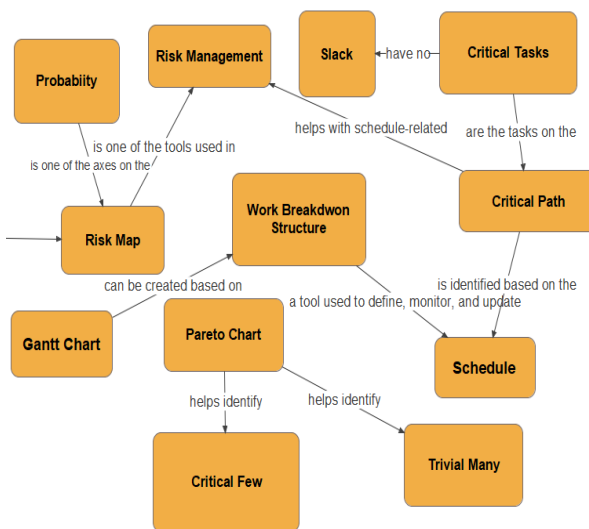 Risk Management
Slack
have no
Critical Tasks
Probabiity
helps with schedule-related
are the tasks on the
is one of the tools used in
is one of the axes on the
Work Breakdwon
Structure
Critical Path
Risk Map
can be created based on
is identified based on the
a tool used to define, monitor, and update
Gantt Chart
Pareto Chart
Schedule
helps identify
helps identify
Trivial Many
Critical Few